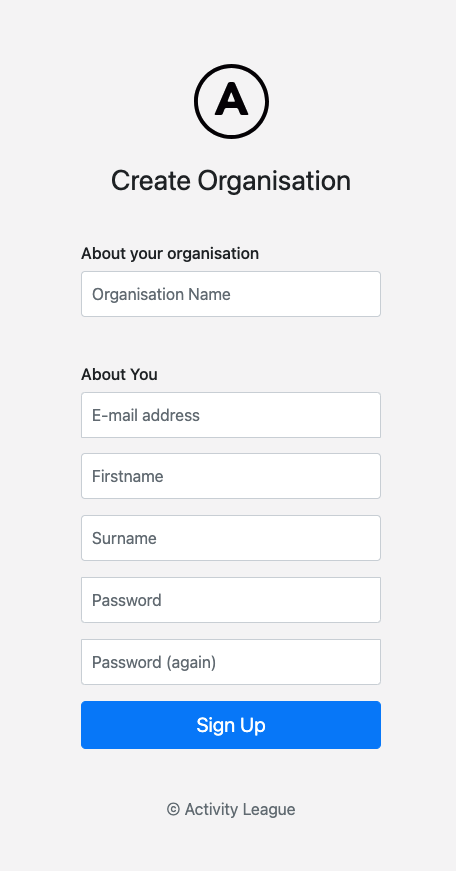 A
Create Organisation
About your organisation
Organisation Name
About You
E-mail address
Firstname
Surname
Password
Password (again)
Sign Up
© Activity League